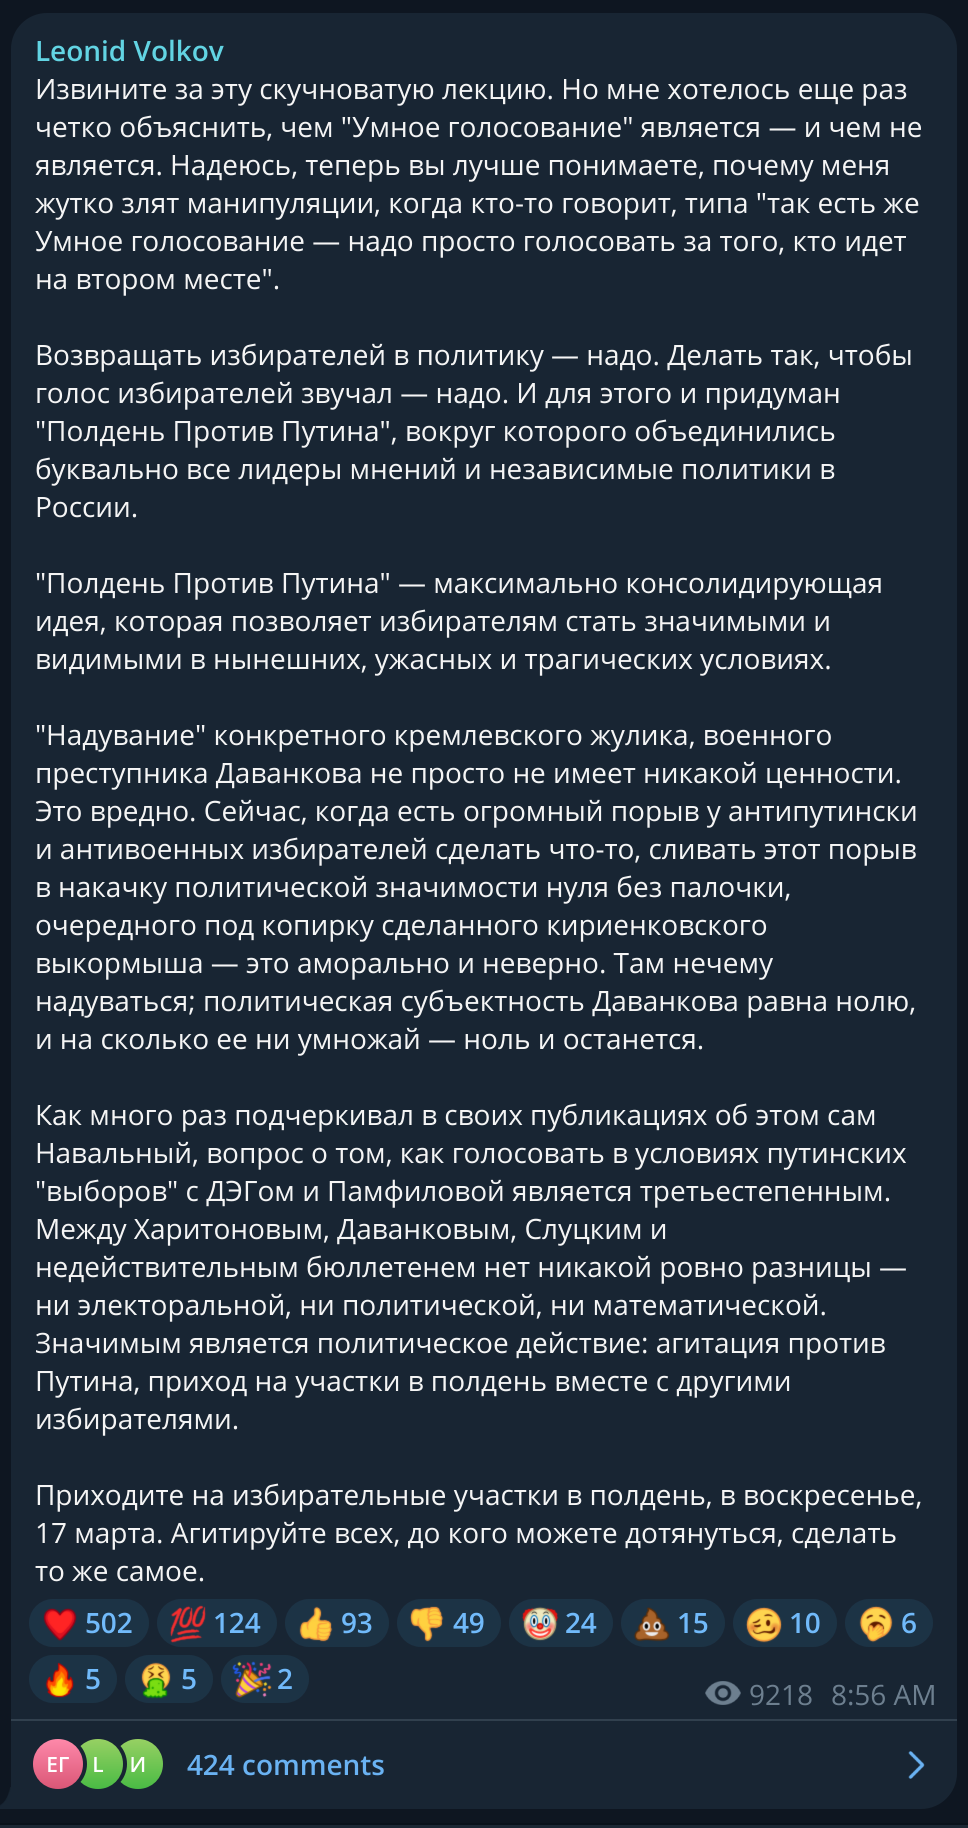 Leonid Volkov
Извините за эту скучноватую лекцию. Но мне хотелось еще раз
четко объяснить, чем "Умное голосование" является — и чем не
является. Надеюсь, теперь вы лучше понимаете, почему меня
жутко злят манипуляции, когда кто-то говорит, типа "так есть же
Умное голосование — надо просто голосовать за того, кто идет
на втором месте".
Возвращать избирателей в политику — надо. Делать так, чтобы
голос избирателей звучал — надо. И для этого и придуман
"Полдень Против Путина", вокруг которого объединились
буквально все лидеры мнений и независимые политики в
России.
"Полдень Против Путина" — максимально консолидирующая
идея, которая позволяет избирателям стать значимыми и
видимыми в нынешних, ужасных и трагических условиях.
"Надувание" конкретного кремлевского жулика, военного
преступника Даванкова не просто не имеет никакой ценности.
Это вредно. Сейчас, когда есть огромный порыв у антипутински
и антивоенных избирателей сделать что-то, сливать этот порыв
в накачку политической значимости нуля без палочки,
очередного под копирку сделанного кириенковского
выкормыша — это аморально и неверно. Там нечему
надуваться; политическая субъектность Даванкова равна нолю,
и на сколько ее ни умножай — ноль и останется.
Как много раз подчеркивал в своих публикациях об этом сам
Навальный, вопрос о том, как голосовать в условиях путинских
"выборов" с ДЭГом и Памфиловой является третьестепенным.
Между Харитоновым, Даванковым, Слуцким и
недействительным бюллетенем нет никакой ровно разницы —
ни электоральной, ни политической, ни математической.
Значимым является политическое действие: агитация против
Путина, приход на участки в полдень вместе с другими
избирателями.
Приходите на избирательные участки в полдень, в воскресенье,
17 марта. Агитируйте всех, до кого можете дотянуться, сделать
то же самое.
❤️ 502 💯 124 👍 93 👎 49 🤡 24 💩 15 🥴 10 🥱 6
🔥 5 🤮 5 🎉 2 9218 8:56 AM
ЕГ L И 424 comments